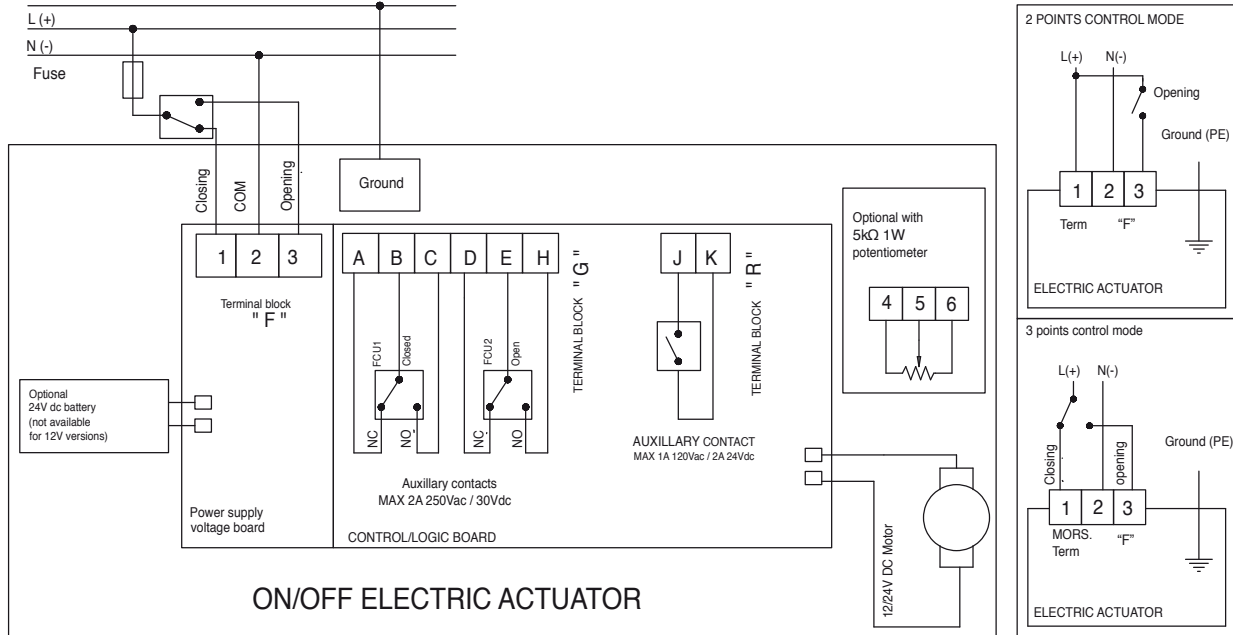 L (+)
N (-)
Fuse
Closing
COM
Opening
Ground
1 2 3
Terminal block
" F "
A B C D E H
TERMINAL BLOCK " G "
FCU1
Closed
FCU2
Open
NC
NO
NC
NO
Auxillary contacts
MAX 2A 250Vac / 30Vdc
J K
TERMINAL BLOCK " R "
AUXILLARY CONTACT
MAX 1A 120Vac / 2A 24Vdc
Optional with
5kΩ 1W
potentiometer
4 5 6
Optional
24V dc battery
(not available
for 12V versions)
Power supply
voltage board
CONTROL/LOGIC BOARD
12/24V DC Motor
ON/OFF ELECTRIC ACTUATOR
2 POINTS CONTROL MODE
L(+) N(-)
Opening
Ground (PE)
1 2 3
Term "F"
ELECTRIC ACTUATOR
3 points control mode
L(+) N(-)
Closing
opening
Ground (PE)
1 2 3
MORS.
Term "F"
ELECTRIC ACTUATOR